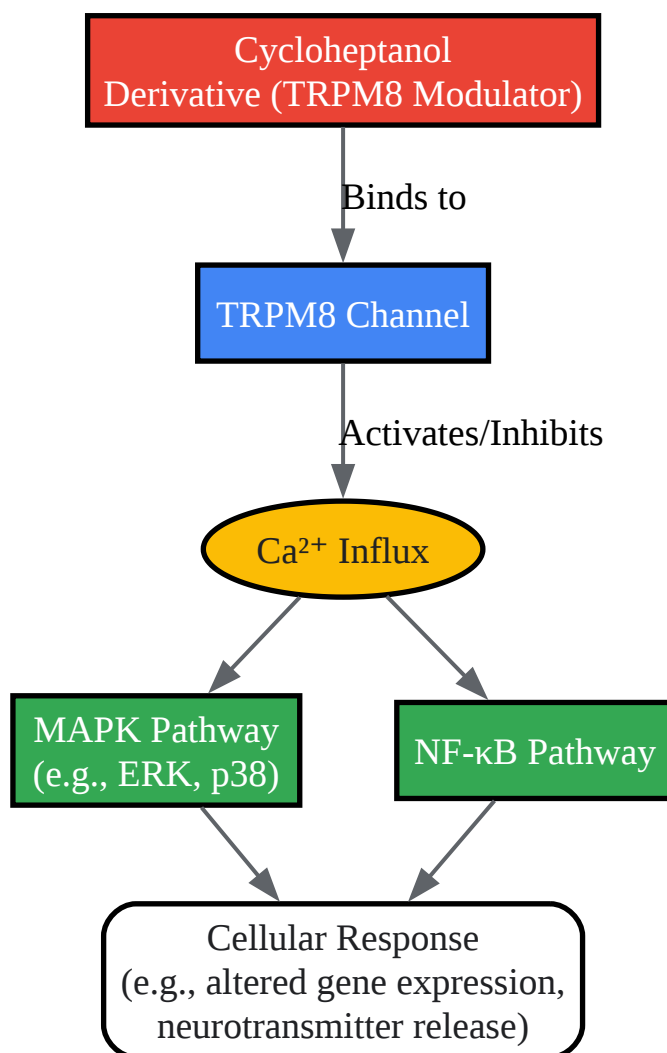 Cycloheptanol
Derivative (TRPM8 Modulator)
Binds to
TRPM8 Channel
Activates/Inhibits
Ca²⁺ Influx
MAPK Pathway
(e.g., ERK, p38)
NF-κB Pathway
Cellular Response
(e.g., altered gene expression,
neurotransmitter release)